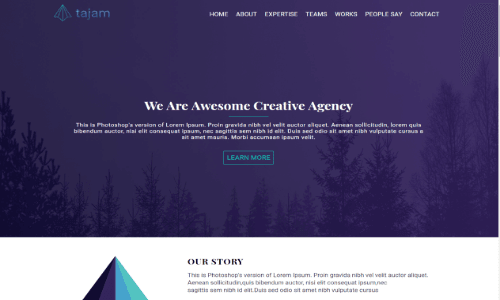 tajam
HOME ABOUT EXPERTISE TEAMS WORKS PEOPLE SAY CONTACT
We Are Awesome Creative Agency
This is Photoshop's version of Lorem Ipsum. Proin gravida nibh vel velit auctor aliquet. Aenean sollicitudin, lorem quis
bibendum auctor, nisi elit consequat ipsum, nec sagittis sem nibh id elit. Duis sed odio sit amet nibh vulputate cursus a
sit amet mauris. Morbi accumsan ipsum velit.
LEARN MORE
OUR STORY
This is Photoshop's version of Lorem Ipsum. Proin gravida nibh vel velit auctor aliquet.
Aenean sollicitudin,quis bibendum auctor, nisi elit consequat ipsum,nec
sagittis sem nibh id elit.Duis sed odio sit amet nibh vulputate cursus